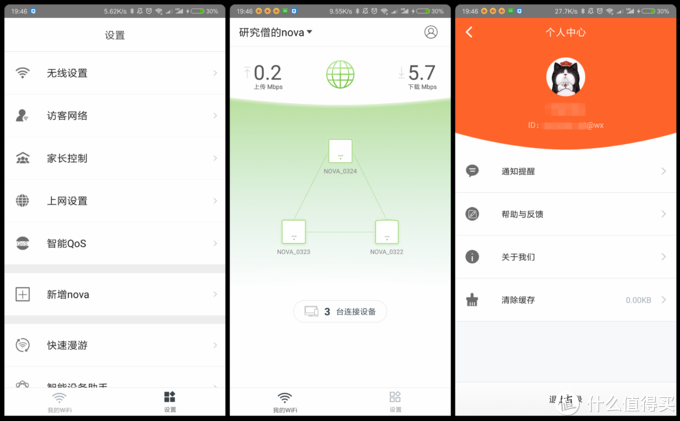 19:46
5.62K/s
30%
设置
无线设置
访客网络
家长控制
上网设置
智能QoS
新增nova
快速漫游
智能设备助手
我的WiFi
设置
19:46
9.55K/s
30%
研究僧的nova
0.2
上传 Mbps
5.7
下载 Mbps
NOVA_0324
NOVA_0323
NOVA_0322
3 台连接设备
我的WiFi
设置
19:46
27.7K/s
30%
个人中心
ID:
@wx
通知提醒
帮助与反馈
关于我们
清除缓存
0.00KB
值 什么值得买